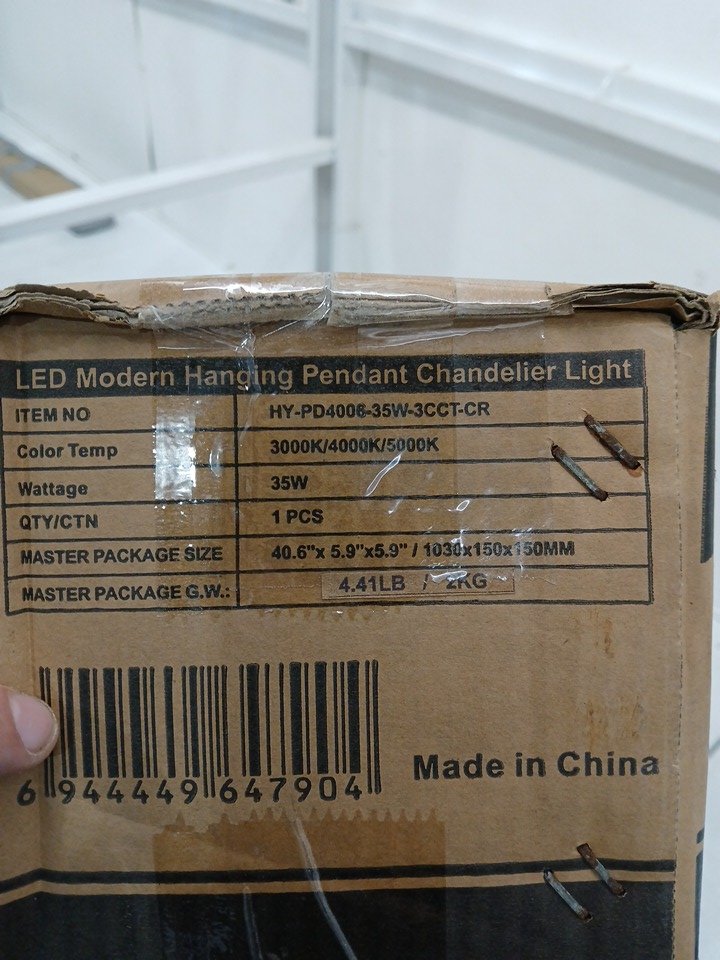 LED Modern Hanging Pendant Chandelier Light
ITEM NO HY-PD4006-35W-3CCT-CR
Color Temp 3000K/4000K/5000K
Wattage 35W
QTY/CTN 1 PCS
MASTER PACKAGE SIZE 40.6"x 5.9"x5.9" / 1030x150x150MM
MASTER PACKAGE G.W.: 4.41LB / 2KG
Made in China
6 944449 647904